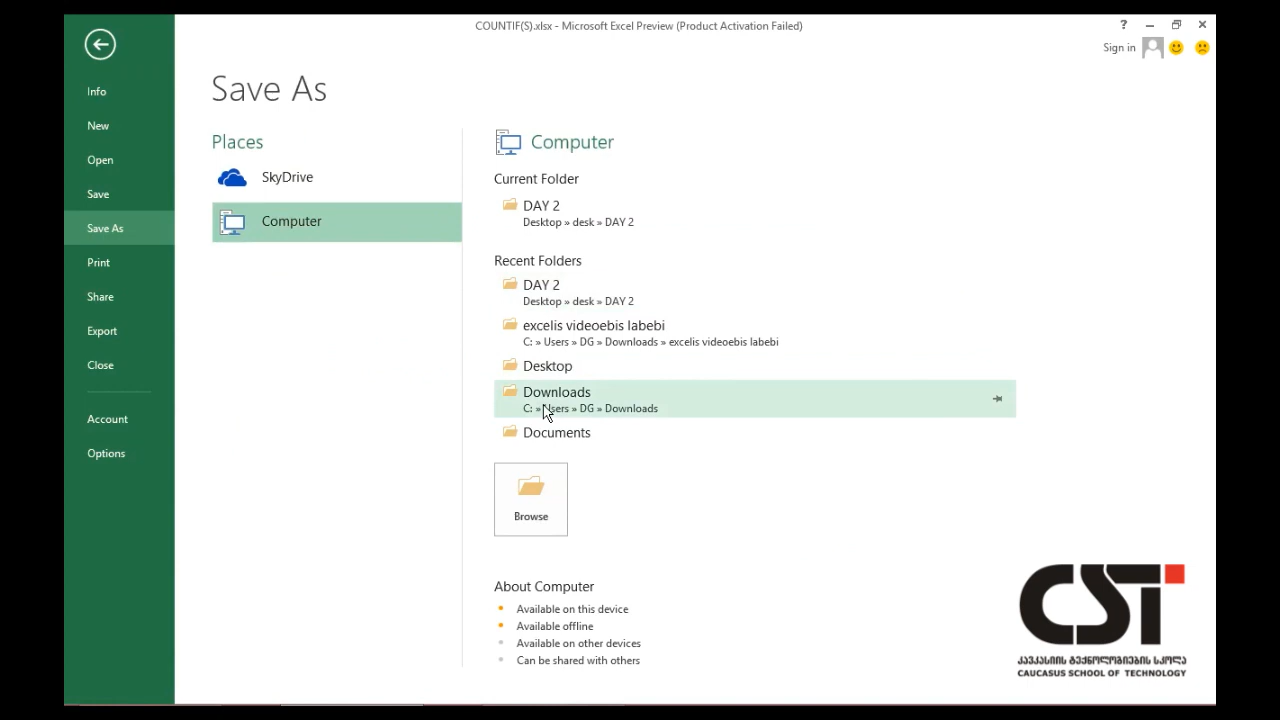 COUNTIF(S).xlsx - Microsoft Excel Preview (Product Activation Failed)
?
Sign in
Info
New
Open
Save
Save As
Print
Share
Export
Close
Account
Options
Save As
Places
SkyDrive
Computer
Computer
Current Folder
DAY 2
Desktop » desk » DAY 2
Recent Folders
DAY 2
Desktop » desk » DAY 2
excelis videoebis labebi
C: » Users » DG » Downloads » excelis videoebis labebi
Desktop
Downloads
C: » Users » DG » Downloads
Documents
Browse
About Computer
Available on this device
Available offline
Available on other devices
Can be shared with others
CST
კავკასიის ტექნოლოგიების სკოლა
CAUCASUS SCHOOL OF TECHNOLOGY